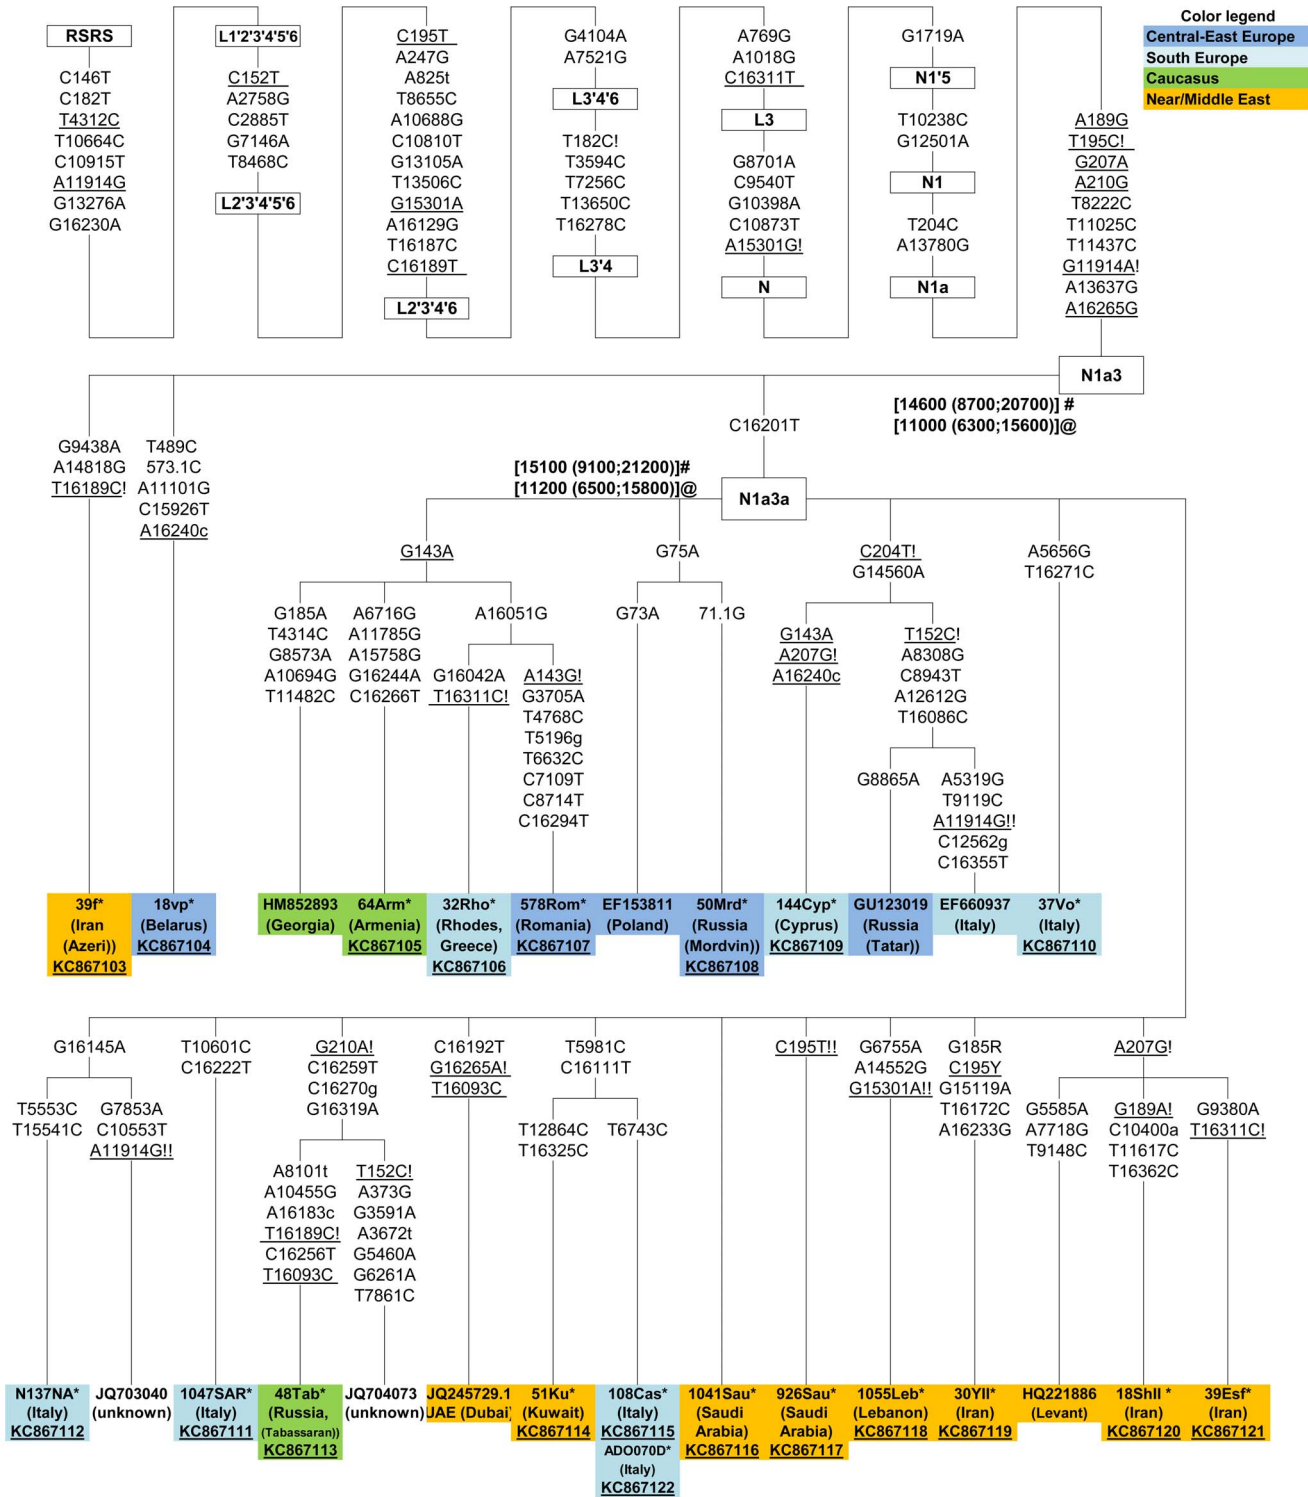 RSRS
C146T
C182T
T4312C
T10664C
C10915T
A11914G
G13276A
G16230A
L1'2'3'4'5'6
C152T
A2758G
C2885T
G7146A
T8468C
L2'3'4'5'6
C195T
A247G
A825t
T8655C
A10688G
C10810T
G13105A
T13506C
G15301A
A16129G
T16187C
C16189T
L2'3'4'6
G4104A
A7521G
L3'4'6
T182C!
T3594C
T7256C
T13650C
T16278C
L3'4
A769G
A1018G
C16311T
L3
G8701A
C9540T
G10398A
C10873T
A15301G!
N
G1719A
N1'5
T10238C
G12501A
N1
T204C
A13780G
N1a
A189G
T195C!
G207A
A210G
T8222C
T11025C
T11437C
G11914A!
A13637G
A16265G
N1a3
Color legend
Central-East Europe
South Europe
Caucasus
Near/Middle East
[14600 (8700;20700)] #
[11000 (6300;15600)]@
G9438A
A14818G
T16189C!
T489C
573.1C
A11101G
C15926T
A16240c
C16201T
[15100 (9100;21200)]#
[11200 (6500;15800)]@
N1a3a
G143A
G185A
T4314C
G8573A
A10694G
T11482C
A6716G
A11785G
A15758G
G16244A
C16266T
A16051G
G16042A
T16311C!
A143G!
G3705A
T4768C
T5196g
T6632C
C7109T
C8714T
C16294T
G75A
G73A
71.1G
C204T!
G14560A
G143A
A207G!
A16240c
T152C!
A8308G
C8943T
A12612G
T16086C
G8865A
A5319G
T9119C
A11914G!!
C12562g
C16355T
A5656G
T16271C
39f*
(Iran
(Azeri))
KC867103
18vp*
(Belarus)
KC867104
HM852893
(Georgia)
64Arm*
(Armenia)
KC867105
32Rho*
(Rhodes,
Greece)
KC867106
578Rom*
(Romania)
KC867107
EF153811
(Poland)
50Mrd*
(Russia
(Mordvin))
KC867108
144Cyp*
(Cyprus)
KC867109
GU123019
(Russia
(Tatar))
EF660937
(Italy)
37Vo*
(Italy)
KC867110
G16145A
T5553C
T15541C
G7853A
C10553T
A11914G!!
T10601C
C16222T
G210A!
C16259T
C16270g
G16319A
A8101t
A10455G
A16183c
T16189C!
C16256T
T16093C
T152C!
A373G
G3591A
A3672t
G5460A
G6261A
T7861C
C16192T
G16265A!
T16093C
T5981C
C16111T
T12864C
T16325C
T6743C
C195T!!
G6755A
A14552G
G15301A!!
G185R
C195Y
G15119A
T16172C
A16233G
A207G!
G5585A
A7718G
T9148C
G189A!
C10400a
T11617C
T16362C
G9380A
T16311C!
N137NA*
(Italy)
KC867112
JQ703040
(unknown)
1047SAR*
(Italy)
KC867111
48Tab*
(Russia,
(Tabassaran))
KC867113
JQ704073
(unknown)
JQ245729.1
UAE (Dubai)
51Ku*
(Kuwait)
KC867114
108Cas*
(Italy)
KC867115
ADO070D*
(Italy)
KC867122
1041Sau*
(Saudi
Arabia)
KC867116
926Sau*
(Saudi
Arabia)
KC867117
1055Leb*
(Lebanon)
KC867118
30YII*
(Iran)
KC867119
HQ221886
(Levant)
18ShII *
(Iran)
KC867120
39Esf*
(Iran)
KC867121